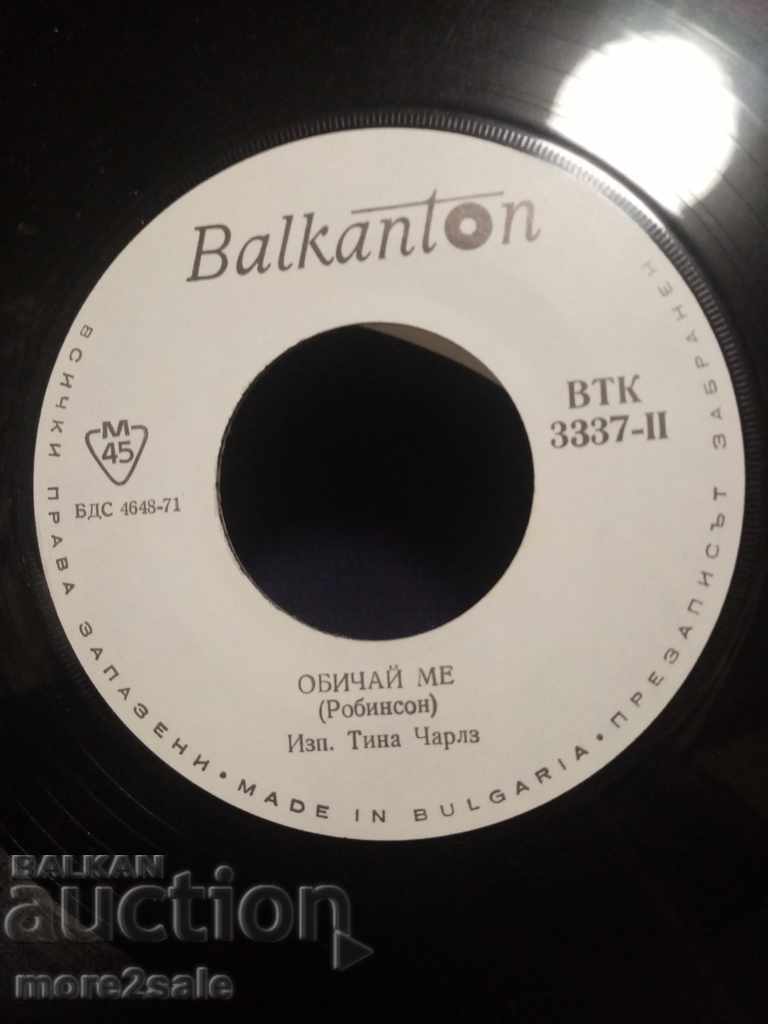 Balkanton
ВТК
3337-II
М
45
БДС 4648-71
ОБИЧАЙ МЕ
(Робинсон)
Изп. Тина Чарлз
ВСИЧКИ ПРАВА ЗАПАЗЕНИ • MADE IN BULGARIA • ПРЕЗАПИСЪТ ЗАБРАНЕН
BALKAN
auction
more2sale